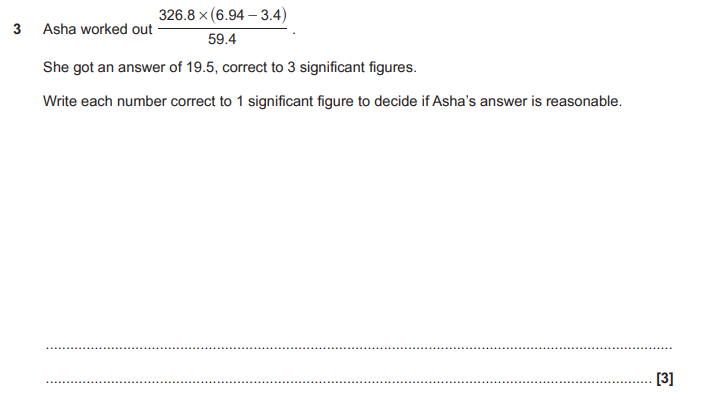 3 Asha worked out 326.8 × (6.94 – 3.4) / 59.4 .
She got an answer of 19.5, correct to 3 significant figures.
Write each number correct to 1 significant figure to decide if Asha's answer is reasonable.
[3]